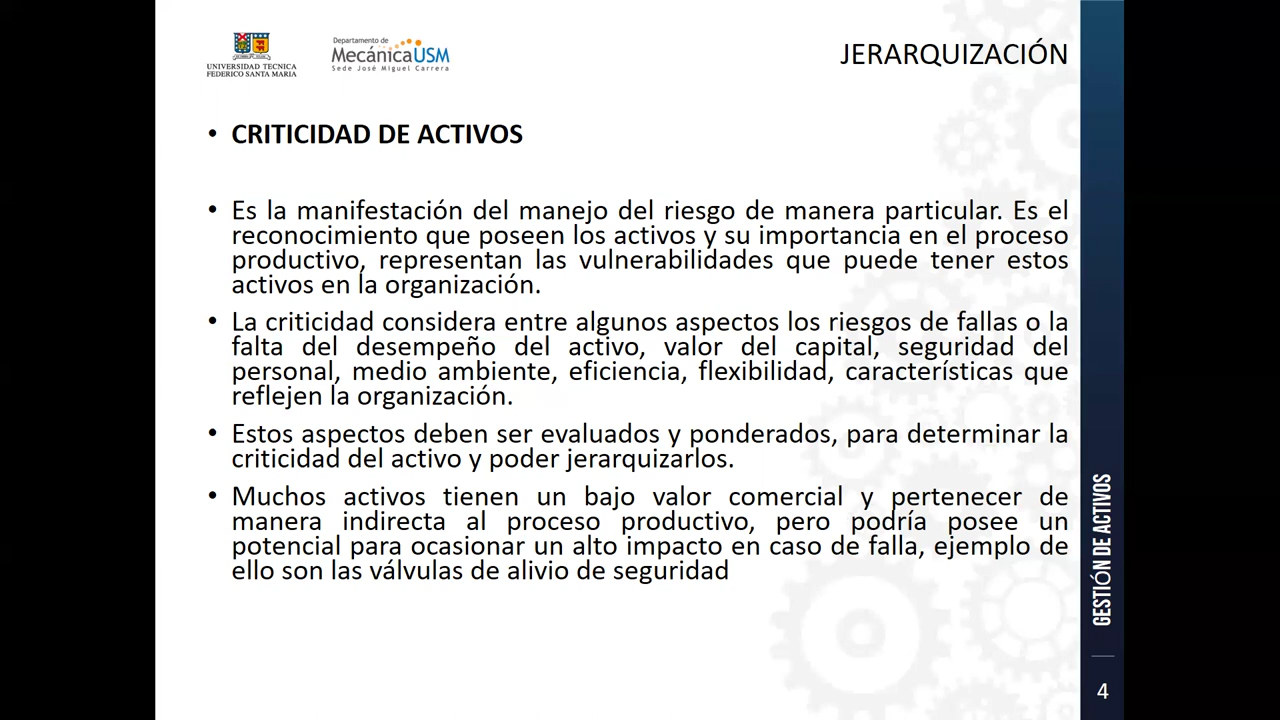 UNIVERSIDAD TECNICA
FEDERICO SANTA MARIA
Departamento de
MecánicaUSM
Sede José Miguel Carrera
JERARQUIZACIÓN
• CRITICIDAD DE ACTIVOS
• Es la manifestación del manejo del riesgo de manera particular. Es el
reconocimiento que poseen los activos y su importancia en el proceso
productivo, representan las vulnerabilidades que puede tener estos
activos en la organización.
• La criticidad considera entre algunos aspectos los riesgos de fallas o la
falta del desempeño del activo, valor del capital, seguridad del
personal, medio ambiente, eficiencia, flexibilidad, características que
reflejen la organización.
• Estos aspectos deben ser evaluados y ponderados, para determinar la
criticidad del activo y poder jerarquizarlos.
• Muchos activos tienen un bajo valor comercial y pertenecer de
manera indirecta al proceso productivo, pero podría posee un
potencial para ocasionar un alto impacto en caso de falla, ejemplo de
ello son las válvulas de alivio de seguridad
GESTIÓN DE ACTIVOS
4